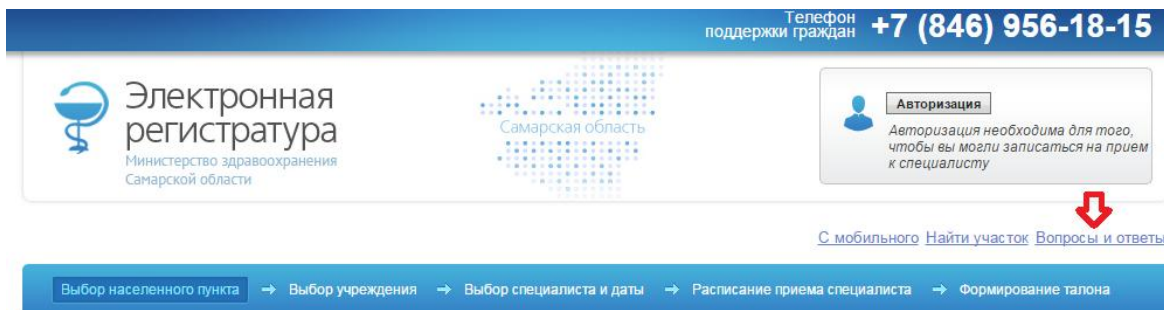 Телефон
поддержки граждан +7 (846) 956-18-15
Электронная
регистратура
Министерство здравоохранения
Самарской области
Самарская область
Авторизация
Авторизация необходима для того,
чтобы вы могли записаться на прием
к специалисту
С мобильного Найти участок Вопросы и ответы
Выбор населенного пункта → Выбор учреждения → Выбор специалиста и даты → Расписание приема специалиста → Формирование талона